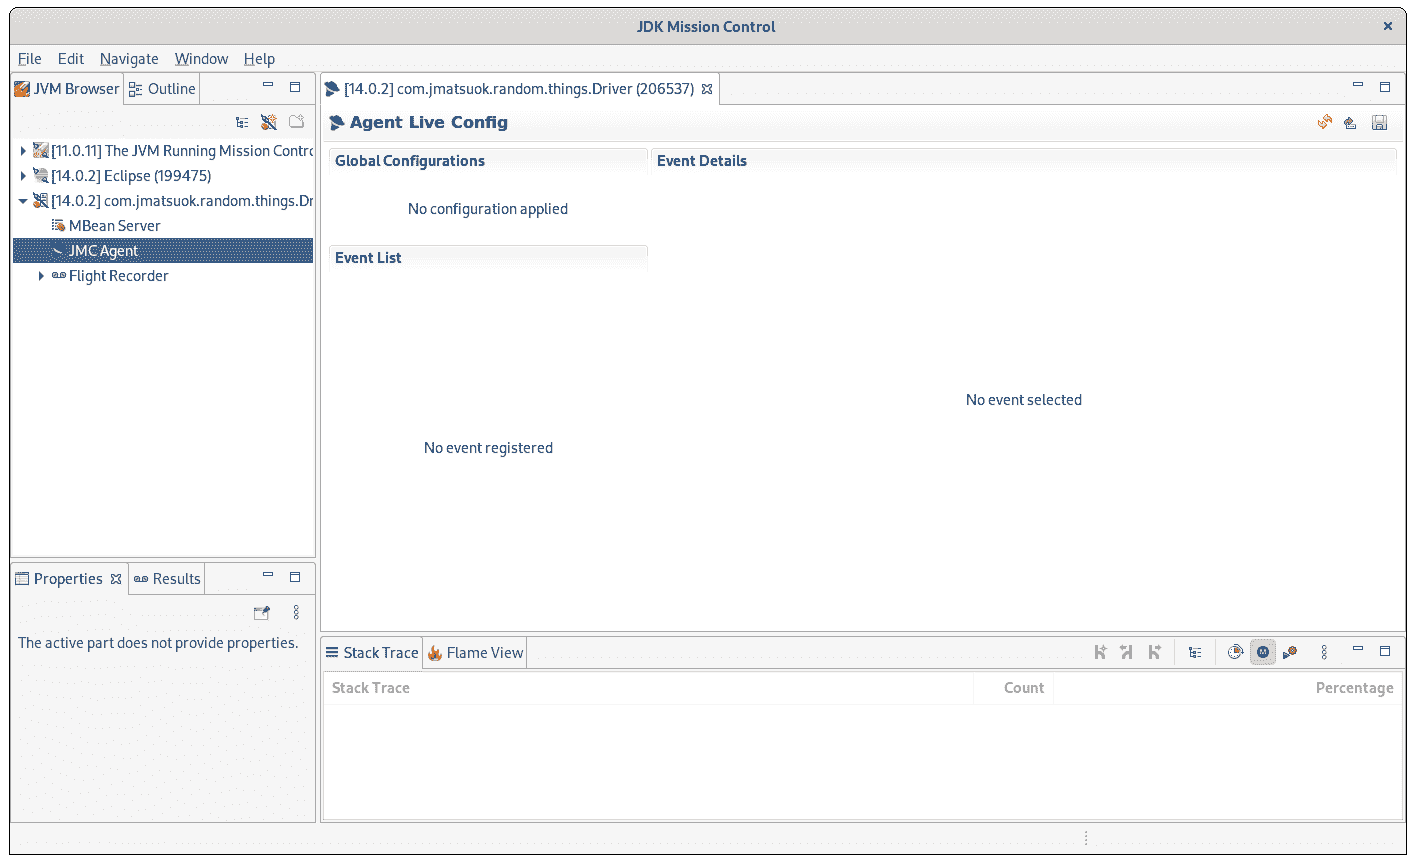 JDK Mission Control
File Edit Navigate Window Help
JVM Browser Outline
[11.0.11] The JVM Running Mission Contro
[14.0.2] Eclipse (199475)
[14.0.2] com.jmatsuok.random.things.Dr
MBean Server
JMC Agent
Flight Recorder
[14.0.2] com.jmatsuok.random.things.Driver (206537)
Agent Live Config
Global Configurations
No configuration applied
Event List
No event registered
Event Details
No event selected
Properties Results
The active part does not provide properties.
Stack Trace Flame View
Stack Trace Count Percentage